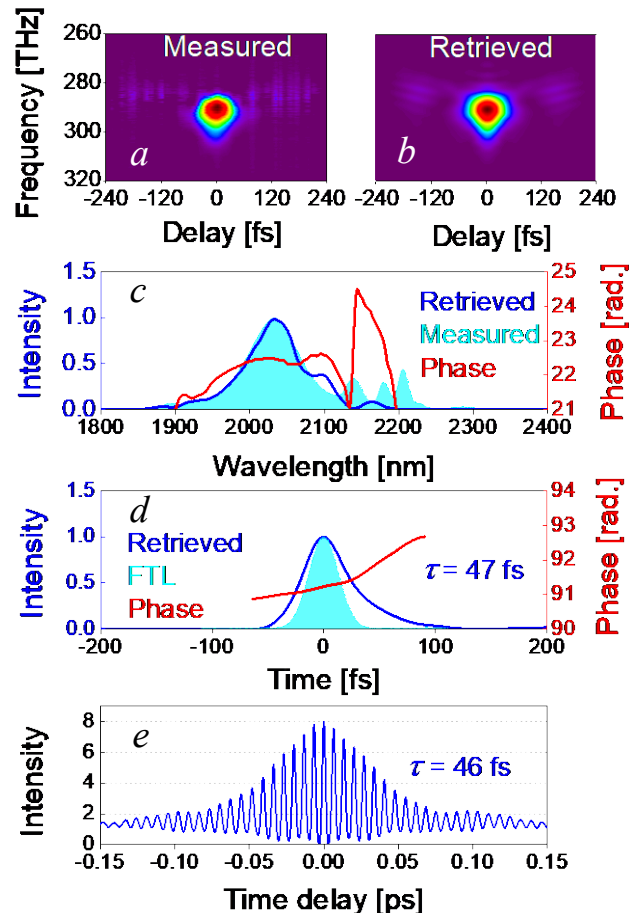 Frequency [THz]
260
280
300
320
Measured
a
-240 -120 0 120 240
Delay [fs]
Retrieved
b
-240 -120 0 120 240
Delay [fs]
Intensity
1.5
1.0
0.5
0.0
c
Retrieved
Measured
Phase
25
24
23
22
21
Phase [rad.]
1800 1900 2000 2100 2200 2300 2400
Wavelength [nm]
Intensity
1.5
1.0
0.5
0.0
d
Retrieved
FTL
Phase
τ = 47 fs
94
93
92
91
90
Phase [rad.]
-200 -100 0 100 200
Time [fs]
Intensity
8
6
4
2
0
e
τ = 46 fs
-0.15 -0.10 -0.05 0.00 0.05 0.10 0.15
Time delay [ps]